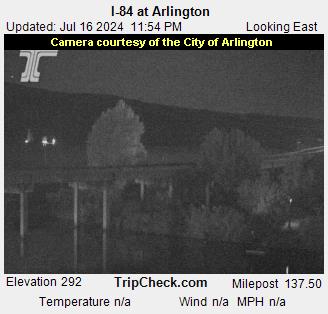 I-84 at Arlington
Updated: Jul 16 2024 11:54 PM Looking East
Camera courtesy of the City of Arlington
Elevation 292 TripCheck.com Milepost 137.50
Temperature n/a Wind n/a MPH n/a